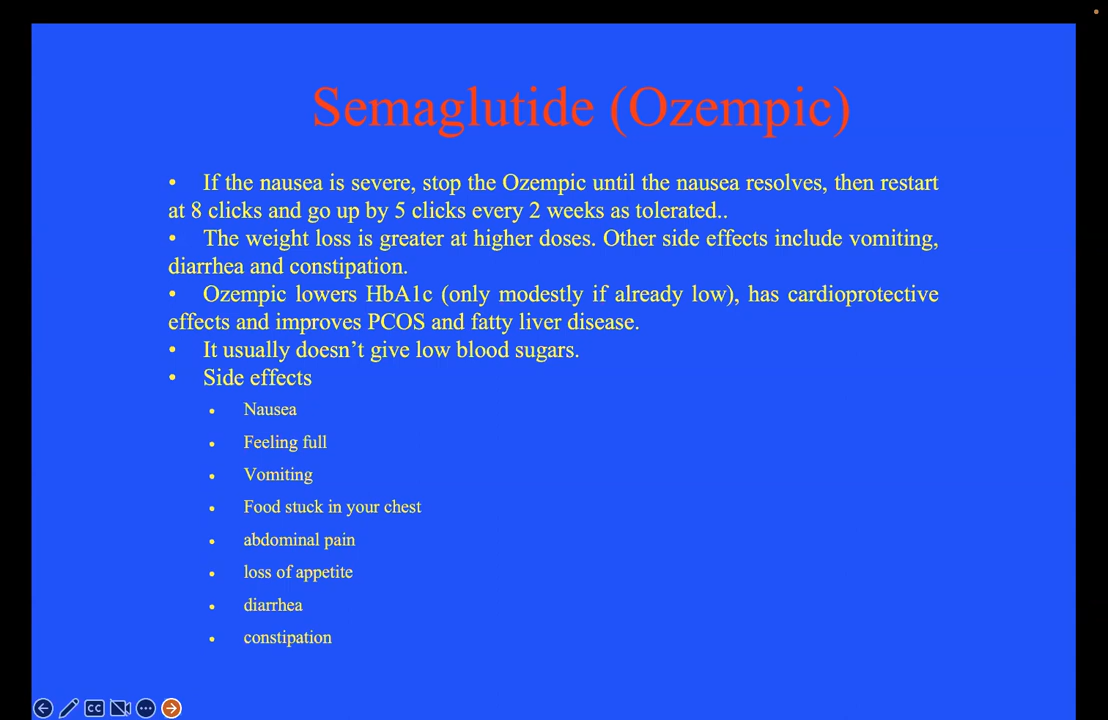 Semaglutide (Ozempic)
• If the nausea is severe, stop the Ozempic until the nausea resolves, then restart
at 8 clicks and go up by 5 clicks every 2 weeks as tolerated..
• The weight loss is greater at higher doses. Other side effects include vomiting,
diarrhea and constipation.
• Ozempic lowers HbA1c (only modestly if already low), has cardioprotective
effects and improves PCOS and fatty liver disease.
• It usually doesn’t give low blood sugars.
• Side effects
• Nausea
• Feeling full
• Vomiting
• Food stuck in your chest
• abdominal pain
• loss of appetite
• diarrhea
• constipation
CC